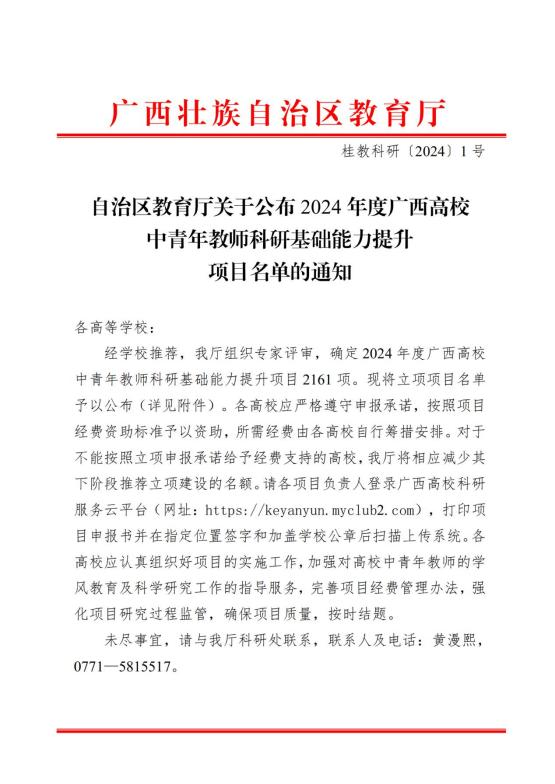 广西壮族自治区教育厅
桂教科研〔2024〕1号
自治区教育厅关于公布 2024 年度广西高校
中青年教师科研基础能力提升
项目名单的通知
各高等学校：
经学校推荐，我厅组织专家评审，确定 2024 年度广西高校
中青年教师科研基础能力提升项目 2161 项。现将立项项目名单
予以公布（详见附件）。各高校应严格遵守申报承诺，按照项目
经费资助标准予以资助，所需经费由各高校自行筹措安排。对于
不能按照立项申报承诺给予经费支持的高校，我厅将相应减少其
下阶段推荐立项建设的名额。请各项目负责人登录广西高校科研
服务云平台（网址：https://keyanyun.myclub2.com），打印项
目申报书并在指定位置签字和加盖学校公章后扫描上传系统。各
高校应认真组织好项目的实施工作，加强对高校中青年教师的学
风教育及科学研究工作的指导服务，完善项目经费管理办法，强
化项目研究过程监管，确保项目质量，按时结题。
未尽事宜，请与我厅科研处联系，联系人及电话：黄漫熙，
0771—5815517。